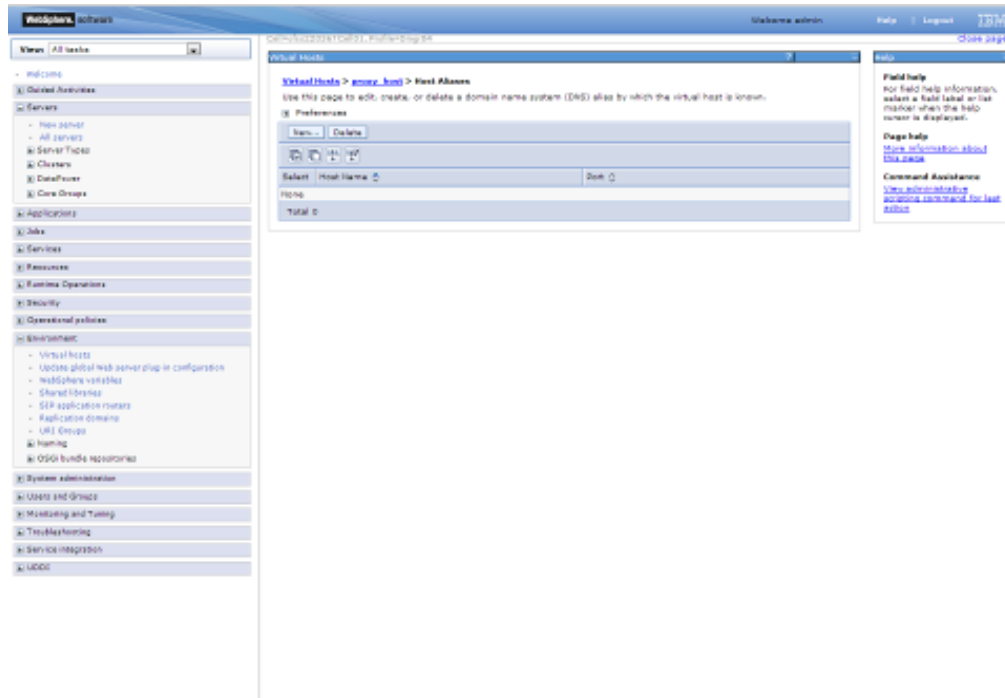 WebSphere. software
Welcome admin
Help | Logout
IBM
View: All tasks
Close page
Welcome
Guided Activities
Servers
New server
All servers
Server Types
Clusters
DataPower
Core Groups
Applications
Jobs
Services
Resources
Runtime Operations
Security
Operational policies
Environment
Virtual hosts
Update global Web server plug-in configuration
WebSphere variables
Shared libraries
SIP application routers
Replication domains
URI Groups
Naming
OSGi bundle repositories
System administration
Users and Groups
Monitoring and Tuning
Troubleshooting
Service integration
UDDI
Virtual Hosts ? -
Virtual Hosts > proxy_host > Host Aliases
Use this page to edit, create, or delete a domain name system (DNS) alias by which the virtual host is known.
Preferences
New... Delete
Select Host Name Port
None
Total 0
Help
Field help
For field help information, select a field label or list marker when the help cursor is displayed.
Page help
More information about this page
Command Assistance
View administrative scripting command for last action